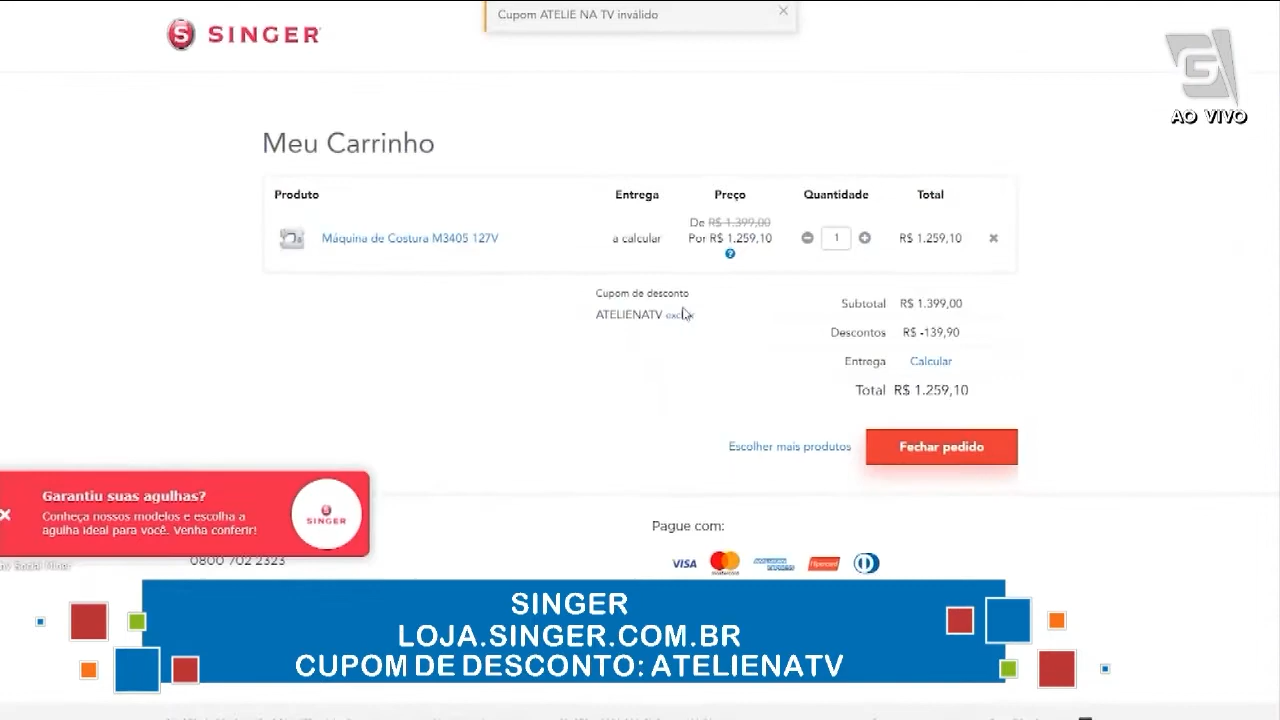 Cupom ATELIE NA TV inválido
SINGER
AO VIVO
Meu Carrinho
Produto Entrega Preço Quantidade Total
De R$ 1.399,00
Máquina de Costura M3405 127V a calcular Por R$ 1.259,10 1 R$ 1.259,10
Cupom de desconto
ATELIENATV
Subtotal R$ 1.399,00
Descontos R$ -139,90
Entrega Calcular
Total R$ 1.259,10
Escolher mais produtos Fechar pedido
Garantiu suas agulhas?
Conheça nossos modelos e escolha a
agulha ideal para você. Venha conferir!
SINGER
Pague com:
0800 702 2323
VISA
SINGER
LOJA.SINGER.COM.BR
CUPOM DE DESCONTO: ATELIENATV